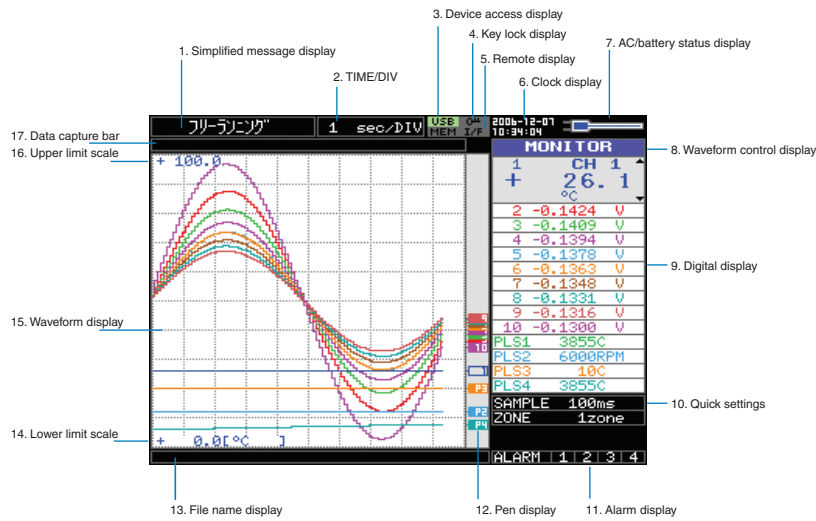 3. Device access display
4. Key lock display
7. AC/battery status display
1. Simplified message display
5. Remote display
2. TIME/DIV
6. Clock display
フリーランニング
1 sec/DIV
USB
MEM I/F
2006-12-07
10:34:04
17. Data capture bar
16. Upper limit scale
+ 100.0
MONITOR
8. Waveform control display
1 CH 1
+ 26.1
°C
2 -0.1424 V
3 -0.1409 V
4 -0.1394 V
5 -0.1378 V
6 -0.1363 V
9. Digital display
7 -0.1348 V
8 -0.1331 V
9 -0.1316 V
10 -0.1300 V
15. Waveform display
9
10
1
P3
P2
P4
PLS1 3855C
PLS2 6000RPM
PLS3 10C
PLS4 3855C
SAMPLE 100ms
ZONE 1zone
10. Quick settings
14. Lower limit scale
+ 0.0[°C ]
ALARM 1 2 3 4
13. File name display
12. Pen display
11. Alarm display